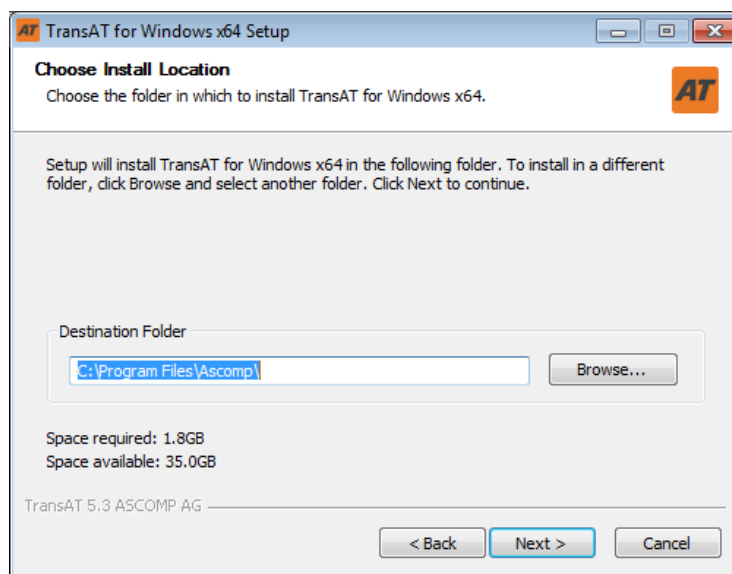 AT TransAT for Windows x64 Setup
Choose Install Location
Choose the folder in which to install TransAT for Windows x64.
AT
Setup will install TransAT for Windows x64 in the following folder. To install in a different
folder, click Browse and select another folder. Click Next to continue.
Destination Folder
C:\Program Files\Ascomp\
Browse...
Space required: 1.8GB
Space available: 35.0GB
TransAT 5.3 ASCOMP AG
< Back Next > Cancel